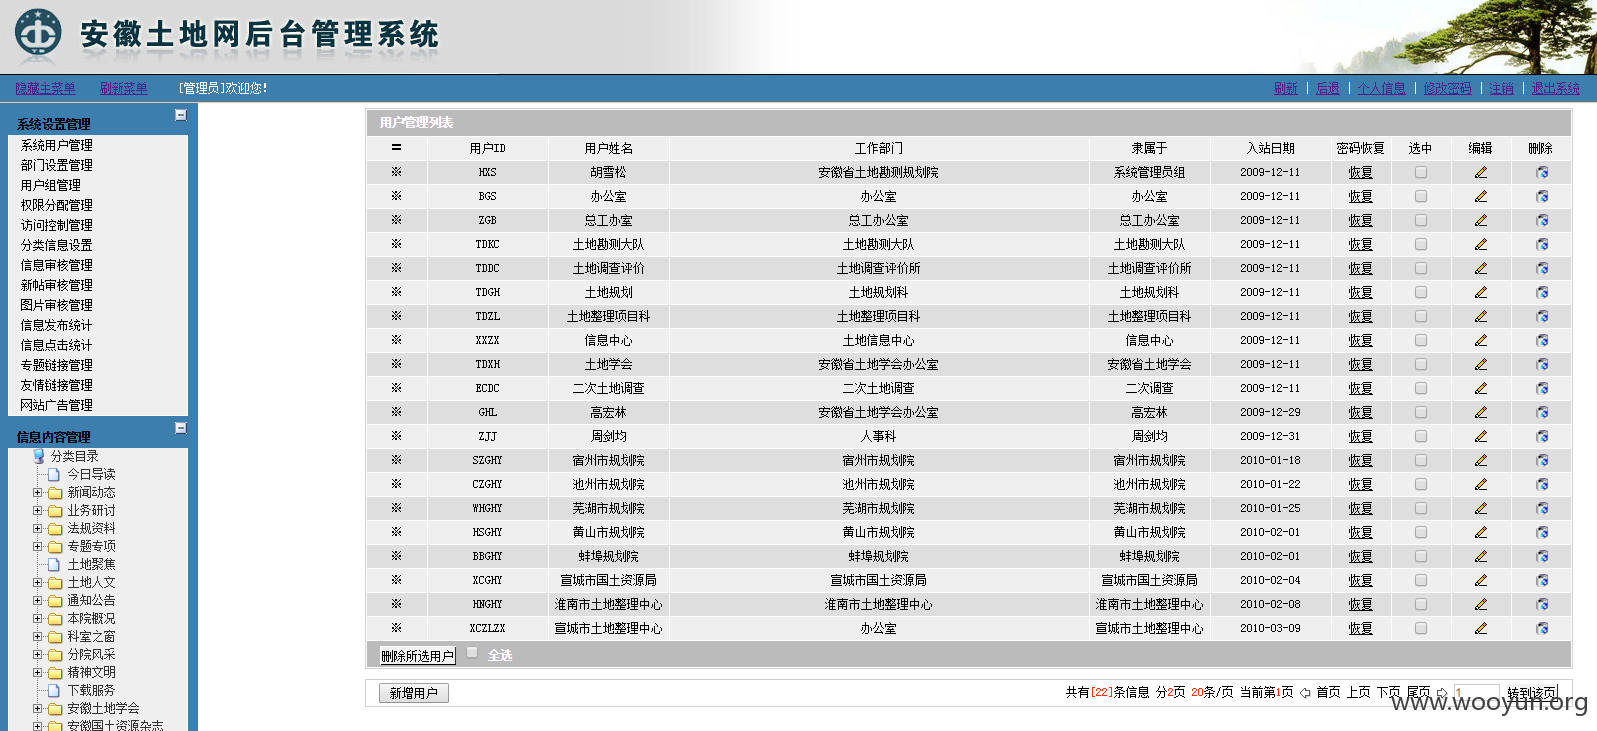 安徽土地网后台管理系统
隐藏主菜单 刷新菜单 [管理员]欢迎您! 刷新 | 后退 | 个人信息 | 修改密码 | 注销 | 退出系统
系统设置管理
系统用户管理
部门设置管理
用户组管理
权限分配管理
访问控制管理
分类信息设置
信息审核管理
新帖审核管理
图片审核管理
信息发布统计
信息点击统计
专题链接管理
友情链接管理
网站广告管理
信息内容管理
分类目录
今日导读
新闻动态
业务研讨
法规资料
专题专项
土地聚焦
土地人文
通知公告
本院概况
科室之窗
分院风采
精神文明
下载服务
安徽土地学会
安徽国土资源杂志
用户管理列表
= 用户ID 用户姓名 工作部门 隶属于 入站日期 密码恢复 选中 编辑 删除
※ HXS 胡雪松 安徽省土地勘测规划院 系统管理员组 2009-12-11 恢复
※ BGS 办公室 办公室 办公室 2009-12-11 恢复
※ ZGB 总工办室 总工办公室 总工办公室 2009-12-11 恢复
※ TDKC 土地勘测大队 土地勘测大队 土地勘测大队 2009-12-11 恢复
※ TDDC 土地调查评价 土地调查评价所 土地调查评价所 2009-12-11 恢复
※ TDGH 土地规划 土地规划科 土地规划科 2009-12-11 恢复
※ TDZL 土地整理项目科 土地整理项目科 土地整理项目科 2009-12-11 恢复
※ XXZX 信息中心 土地信息中心 信息中心 2009-12-11 恢复
※ TDXH 土地学会 安徽省土地学会办公室 安徽省土地学会 2009-12-11 恢复
※ ECDC 二次土地调查 二次土地调查 二次调查 2009-12-11 恢复
※ GHL 高宏林 安徽省土地学会办公室 高宏林 2009-12-29 恢复
※ ZJJ 周剑均 人事科 周剑均 2009-12-31 恢复
※ SZGHY 宿州市规划院 宿州市规划院 宿州市规划院 2010-01-18 恢复
※ CZGHY 池州市规划院 池州市规划院 池州市规划院 2010-01-22 恢复
※ WHGHY 芜湖市规划院 芜湖市规划院 芜湖市规划院 2010-01-25 恢复
※ HSGHY 黄山市规划院 黄山市规划院 黄山市规划院 2010-02-01 恢复
※ BBGHY 蚌埠规划院 蚌埠规划院 蚌埠规划院 2010-02-01 恢复
※ XCGHY 宣城市国土资源局 宣城市国土资源局 宣城市国土资源局 2010-02-04 恢复
※ HNGHY 淮南市土地整理中心 淮南市土地整理中心 淮南市土地整理中心 2010-02-08 恢复
※ XCZLZX 宣城市土地整理中心 办公室 宣城市土地整理中心 2010-03-09 恢复
删除所选用户 全选
新增用户 共有[22]条信息 分2页 20条/页 当前第1页 首页 上页 下页 尾页 1 转到该页
www.wooyun.org